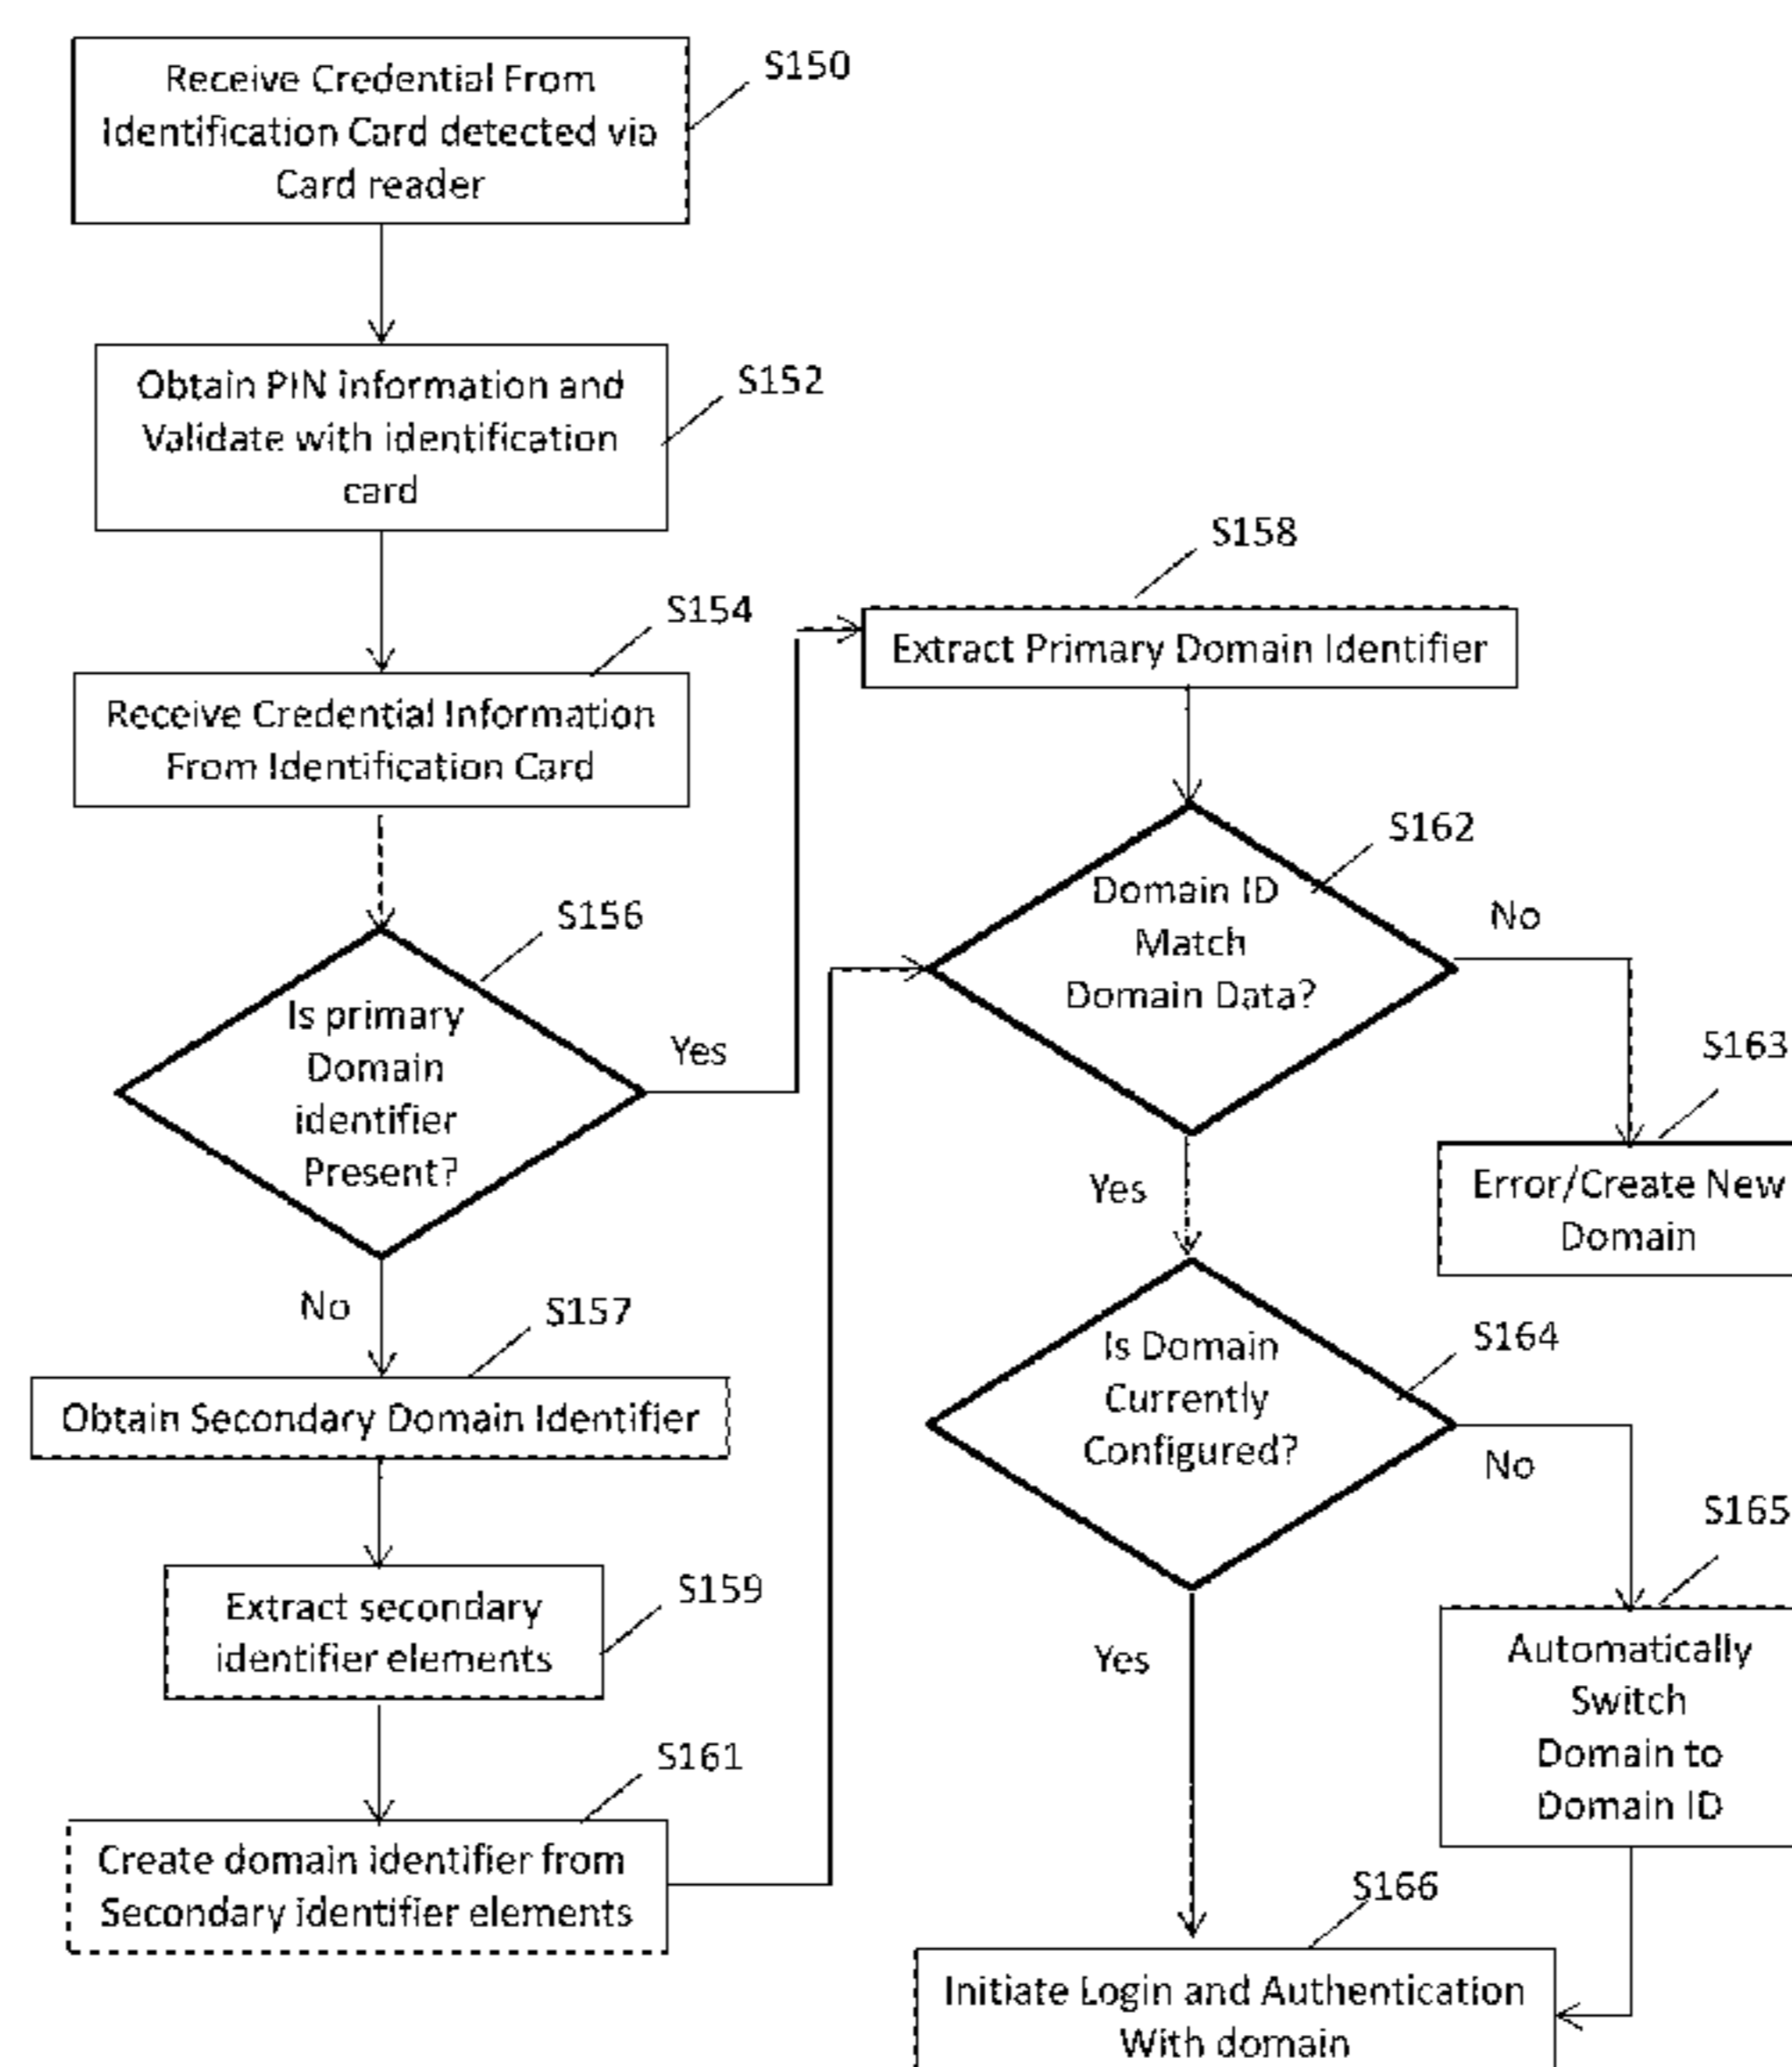 Receive Credential From
Identification Card detected via
Card reader
S150
Obtain PIN information and
Validate with identification
card
S152
S154
Receive Credential Information
From Identification Card
S156
Is primary
Domain
identifier
Present?
Yes
No
S157
Obtain Secondary Domain Identifier
Extract secondary
identifier elements
S159
S161
Create domain identifier from
Secondary identifier elements
S158
Extract Primary Domain Identifier
S162
Domain ID
Match
Domain Data?
No
S163
Error/Create New
Domain
Yes
S164
Is Domain
Currently
Configured?
No
S165
Automatically
Switch
Domain to
Domain ID
Yes
S166
Initiate Login and Authentication
With domain